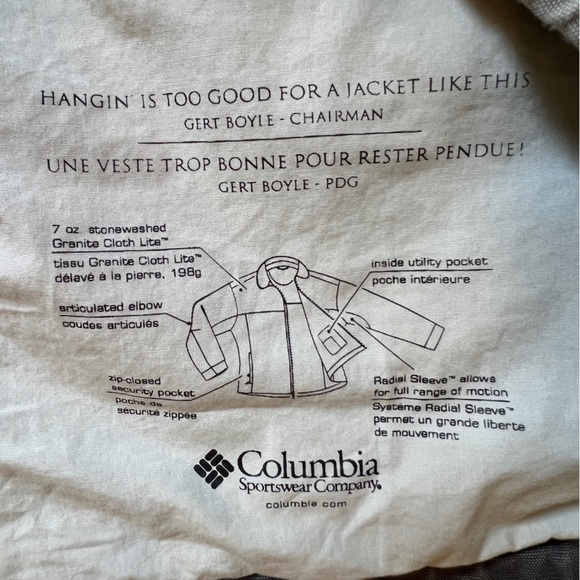 HANGIN' IS TOO GOOD FOR A JACKET LIKE THIS
GERT BOYLE - CHAIRMAN
UNE VESTE TROP BONNE POUR RESTER PENDUE!
GERT BOYLE - PDG
7 oz. stonewashed
Granite Cloth Lite™
tissu Granite Cloth Lite™
délavé à la pierre, 198g
articulated elbow
coudes articulés
zip-closed
security pocket
poche de
sécurité zippée
inside utility pocket
poche intérieure
Radial Sleeve™ allows
for full range of motion
Système Radial Sleeve™
permet un grande liberte
de mouvement
Columbia
Sportswear Company®
columbia.com